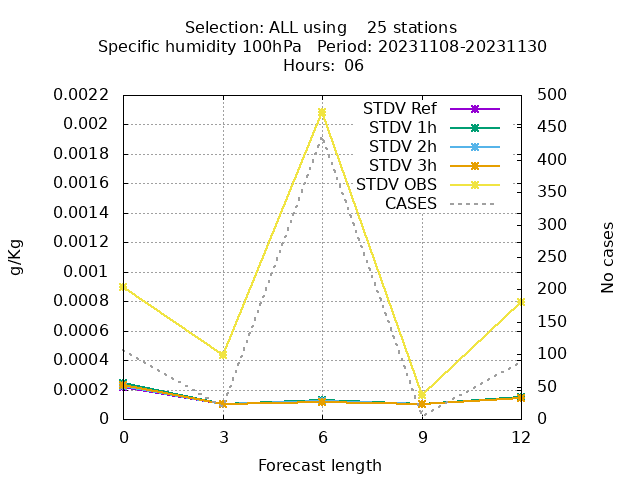 Selection: ALL using    25 stations
Specific humidity 100hPa   Period: 20231108-20231130
Hours:  06
0.0022
0.002
0.0018
0.0016
0.0014
0.0012
0.001
0.0008
0.0006
0.0004
0.0002
0
g/Kg
STDV Ref
STDV 1h
STDV 2h
STDV 3h
STDV OBS
CASES
500
450
400
350
300
250
200
150
100
50
0
No cases
0 3 6 9 12
Forecast length